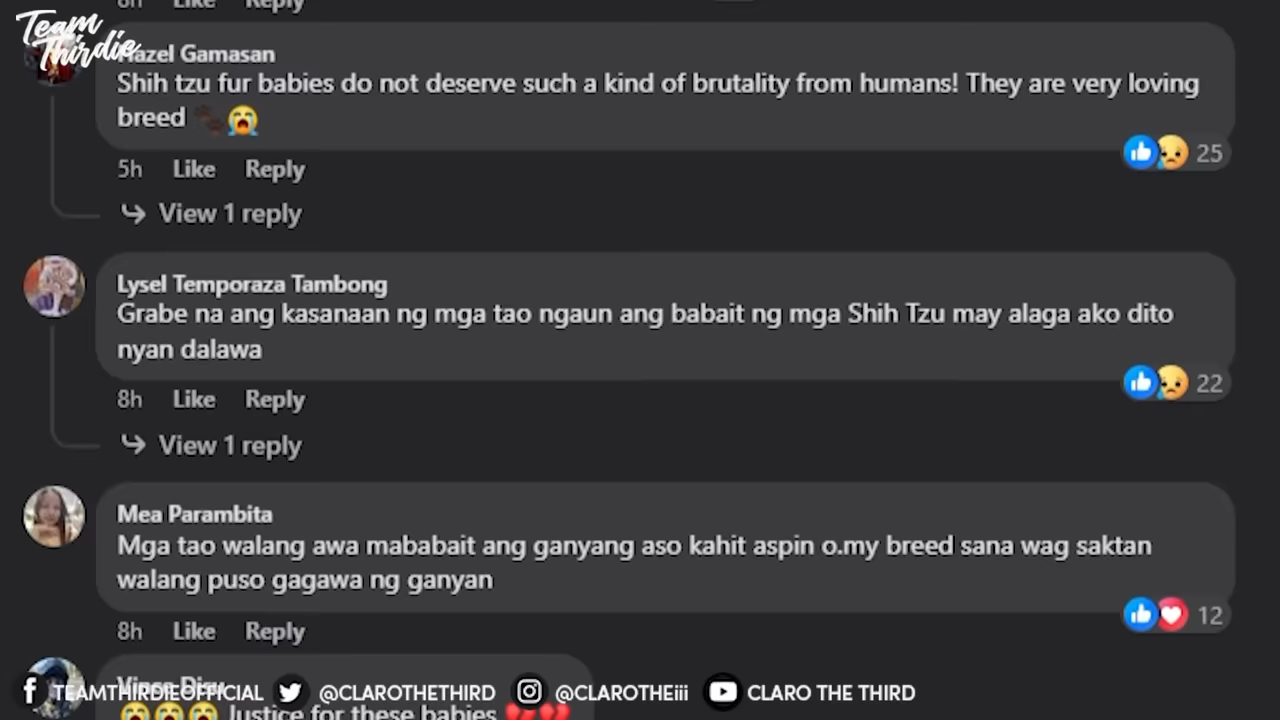 8h Like Reply
Team
Thirdie
Hazel Gamasan
Shih tzu fur babies do not deserve such a kind of brutality from humans! They are very loving
breed 🐾😭
25
5h Like Reply
View 1 reply
Lysel Temporaza Tambong
Grabe na ang kasanaan ng mga tao ngaun ang babait ng mga Shih Tzu may alaga ako dito
nyan dalawa
22
8h Like Reply
View 1 reply
Mea Parambita
Mga tao walang awa mababait ang ganyang aso kahit aspin o.my breed sana wag saktan
walang puso gagawa ng ganyan
12
8h Like Reply
TEAMTHIRDIEOFFICIAL @CLAROTHETHIRD @CLAROTHEiii CLARO THE THIRD
😭😭😭 Justice for these babies 💔💔